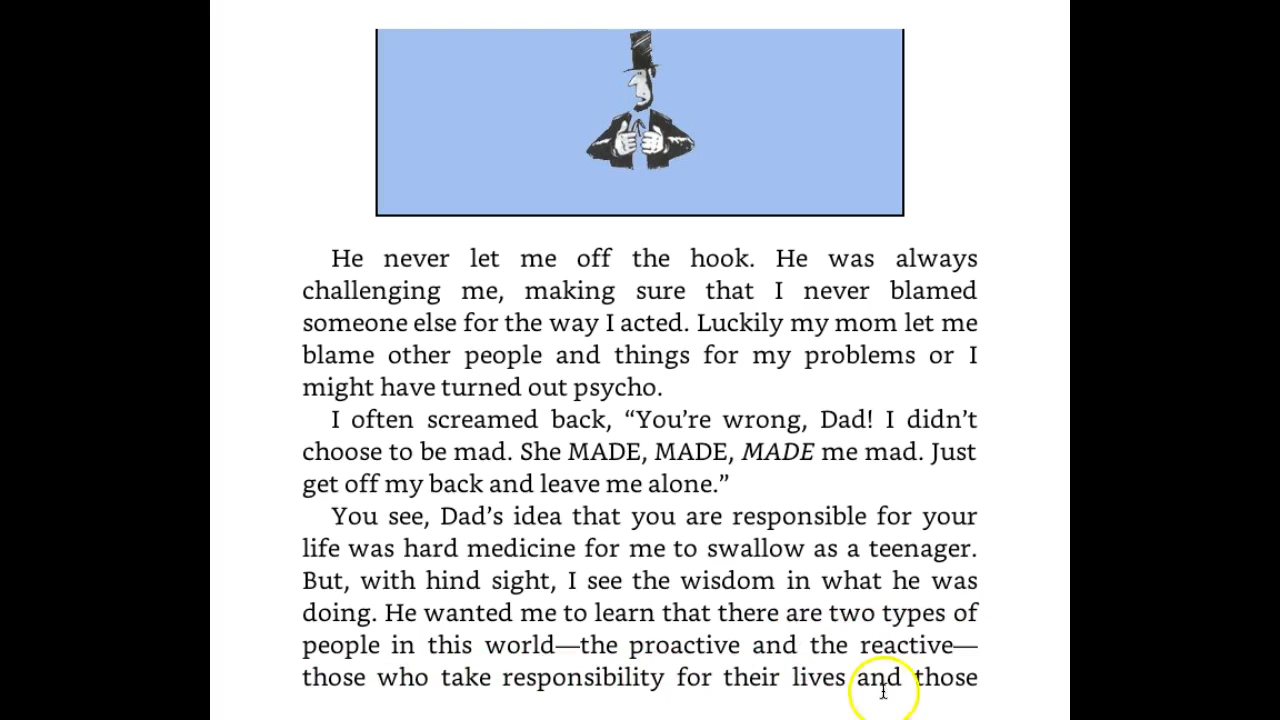 He never let me off the hook. He was always
challenging me, making sure that I never blamed
someone else for the way I acted. Luckily my mom let me
blame other people and things for my problems or I
might have turned out psycho.
I often screamed back, “You’re wrong, Dad! I didn’t
choose to be mad. She MADE, MADE, MADE me mad. Just
get off my back and leave me alone.”
You see, Dad’s idea that you are responsible for your
life was hard medicine for me to swallow as a teenager.
But, with hind sight, I see the wisdom in what he was
doing. He wanted me to learn that there are two types of
people in this world—the proactive and the reactive—
those who take responsibility for their lives and those